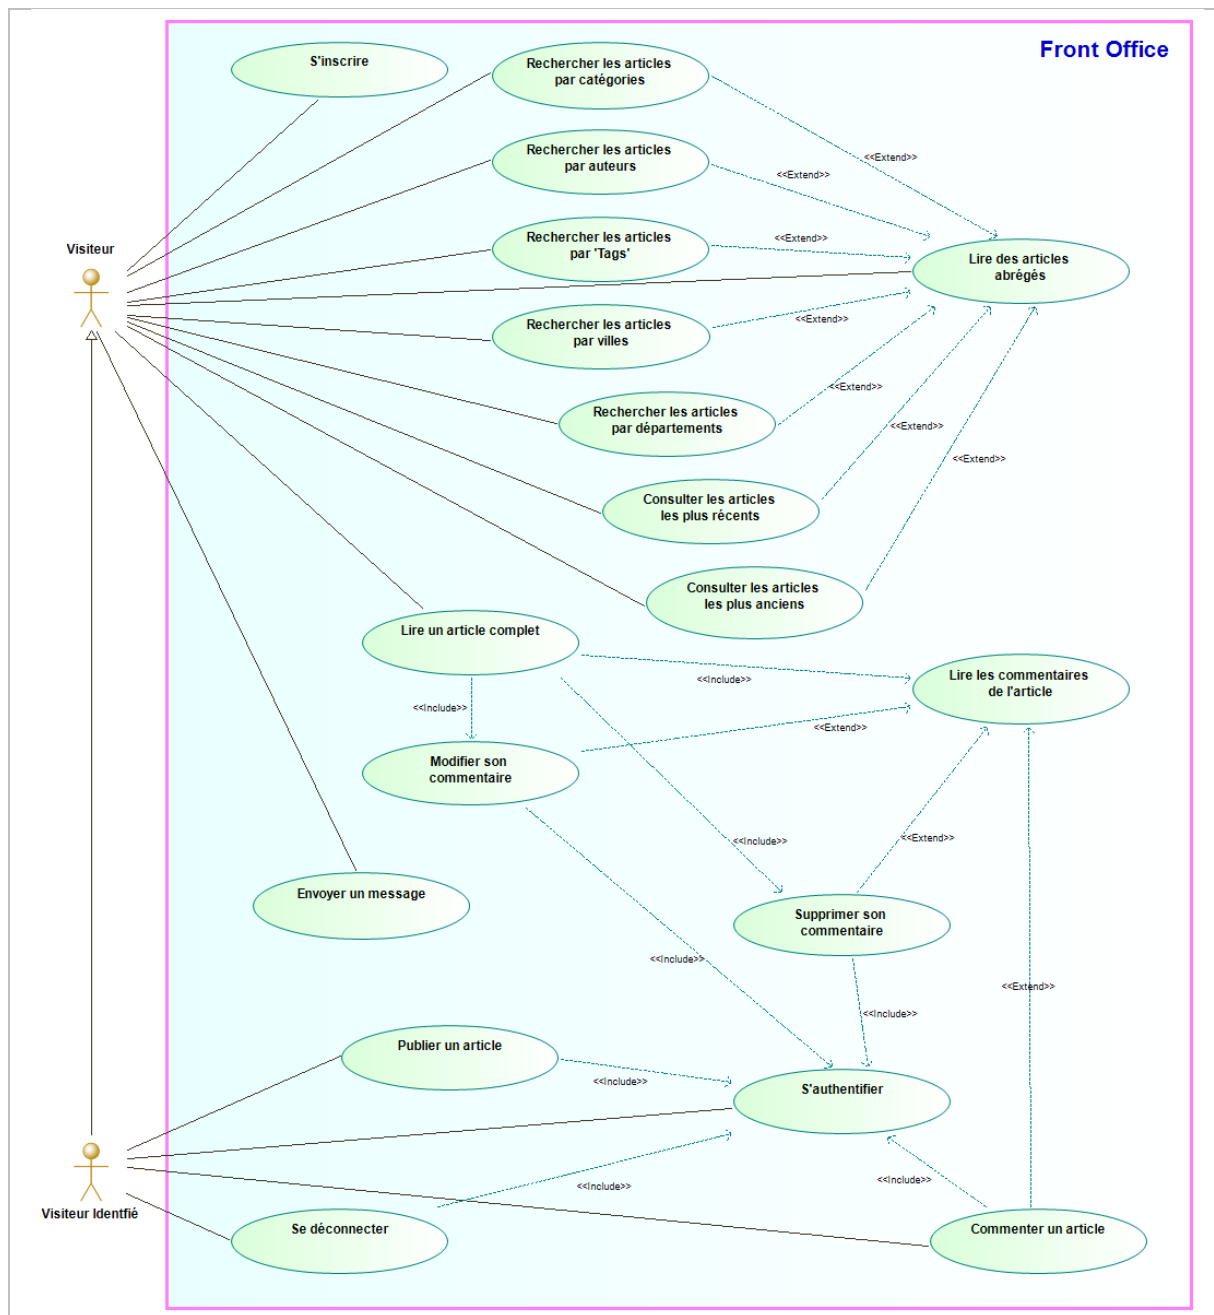 Front Office
S'inscrire
Rechercher les articles
par catégories
Rechercher les articles
par auteurs
<<Extend>>
<<Extend>>
Visiteur
Rechercher les articles
par 'Tags'
<<Extend>>
Lire des articles
abrégés
Rechercher les articles
par villes
<<Extend>>
Rechercher les articles
par départements
<<Extend>>
<<Extend>>
<<Extend>>
Consulter les articles
les plus récents
Consulter les articles
les plus anciens
Lire un article complet
<<Include>>
Lire les commentaires
de l'article
<<Include>>
<<Extend>>
Modifier son
commentaire
<<Include>>
<<Extend>>
Envoyer un message
Supprimer son
commentaire
<<Include>>
<<Extend>>
<<Include>>
Publier un article
<<Include>>
S'authentifier
<<Include>>
<<Include>>
Visiteur Identfié
Se déconnecter
Commenter un article